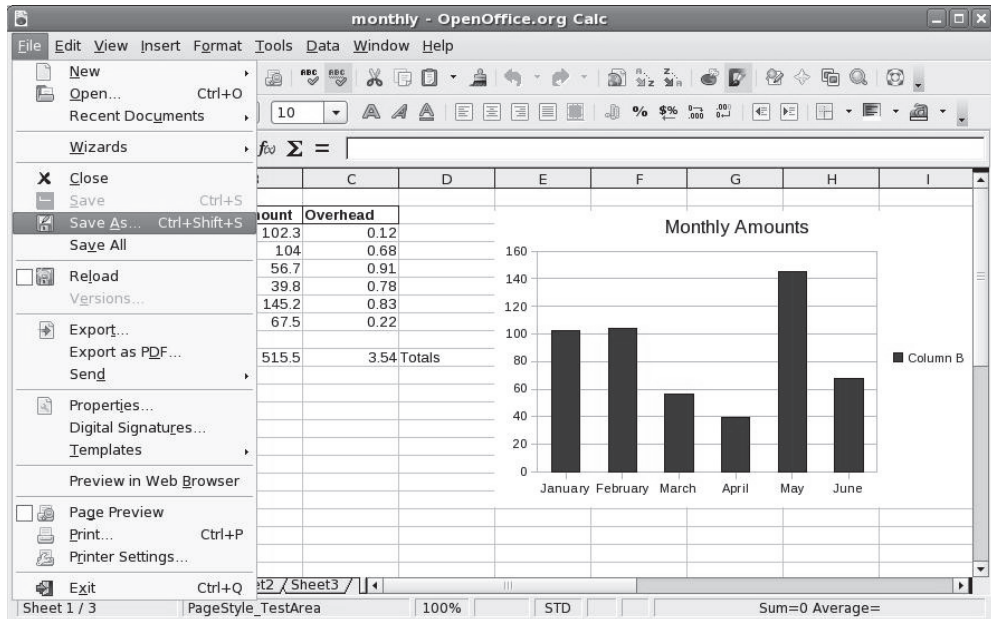 monthly - OpenOffice.org Calc
File Edit View Insert Format Tools Data Window Help
New
Open... Ctrl+O
Recent Documents
Wizards
Close
Save Ctrl+S
Save As... Ctrl+Shift+S
Save All
Reload
Versions...
Export...
Export as PDF...
Send
Properties...
Digital Signatures...
Templates
Preview in Web Browser
Page Preview
Print... Ctrl+P
Printer Settings...
Exit Ctrl+Q
ABC ABC
10
% $%
f(x) Σ =
C D E F G H I
ount Overhead
102.3 0.12
104 0.68
56.7 0.91
39.8 0.78
145.2 0.83
67.5 0.22
515.5 3.54 Totals
Monthly Amounts
160
140
120
100
80
60
40
20
0
January February March April May June
Column B
et2 Sheet3
Sheet 1 / 3 PageStyle_TestArea 100% STD Sum=0 Average=